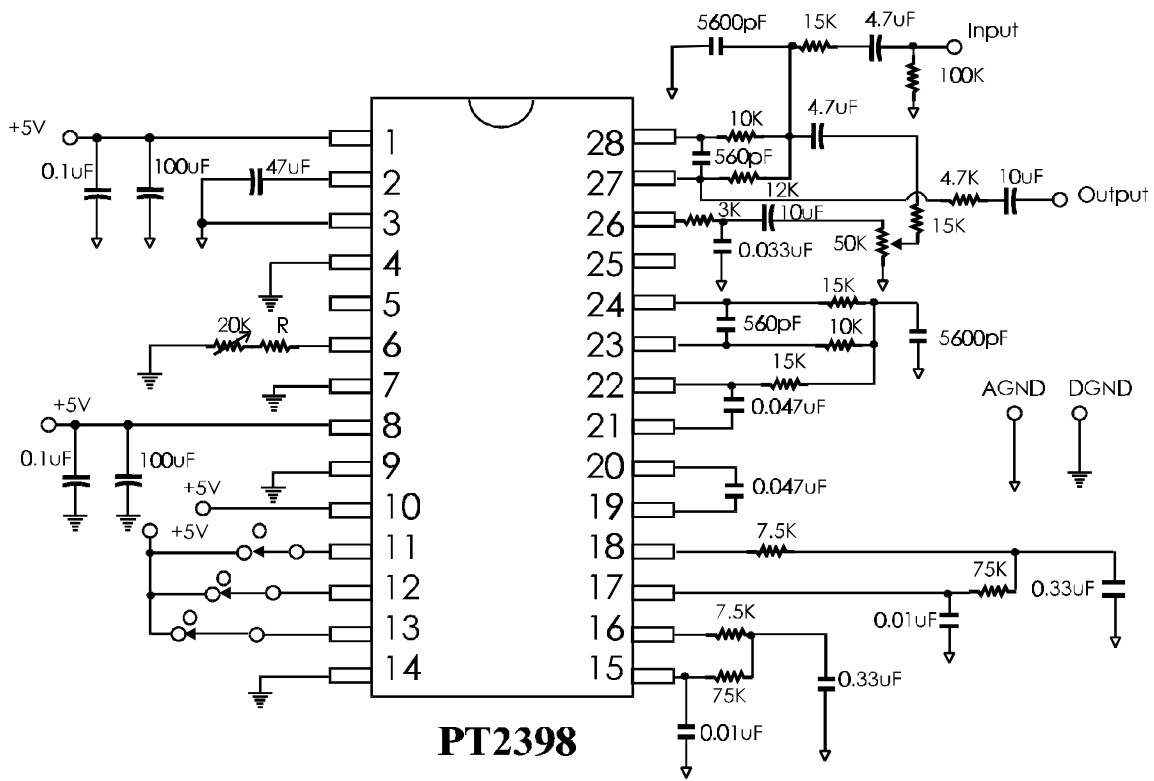 5600pF 15K 4.7uF Input
100K
+5V 1 28 10K 4.7uF
0.1uF 100uF 47uF 560pF
2 27 12K 4.7K 10uF Output
3 26 3K 10uF 15K
0.033uF 50K
4 25
5 24 15K
20K R 560pF
6 23 10K 5600pF
15K
7 22 AGND DGND
+5V 0.047uF
8 21
0.1uF 100uF
9 20
+5V 0.047uF
10 19
+5V 7.5K
11 18
12 17 75K 0.33uF
0.01uF
13 16 7.5K
14 15 75K 0.33uF
0.01uF
PT2398